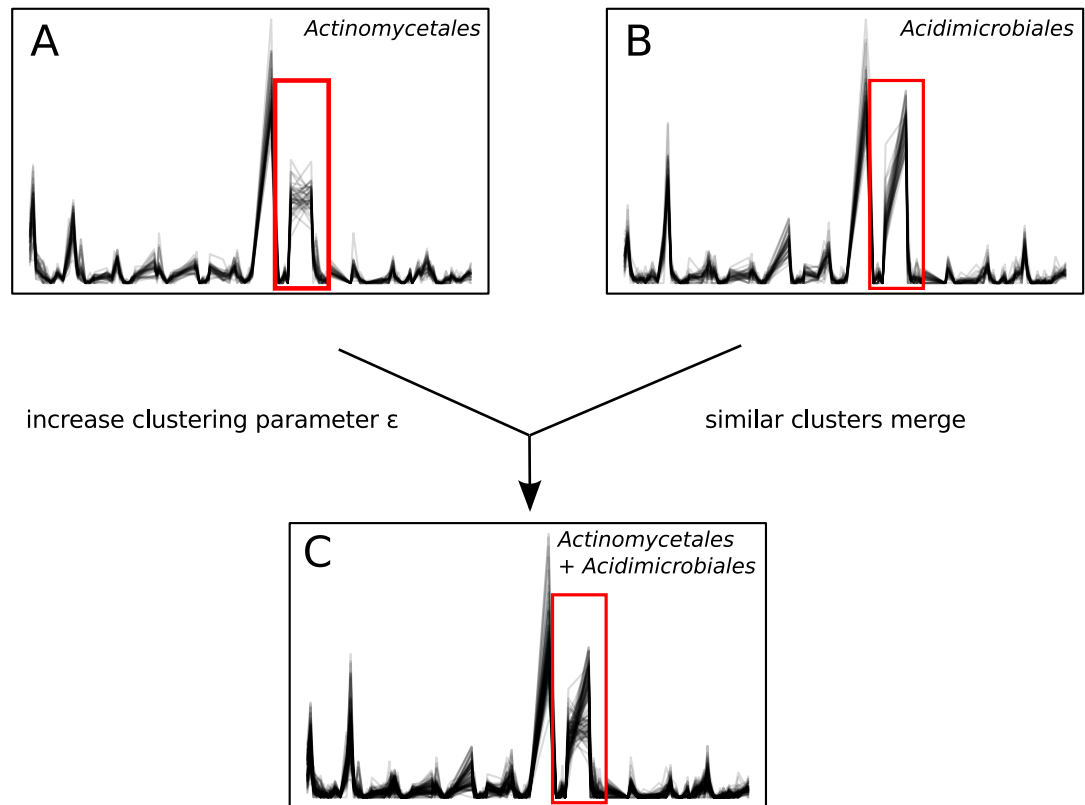 A
Actinomycetales
B
Acidimicrobiales
increase clustering parameter ε
similar clusters merge
C
Actinomycetales
+ Acidimicrobiales